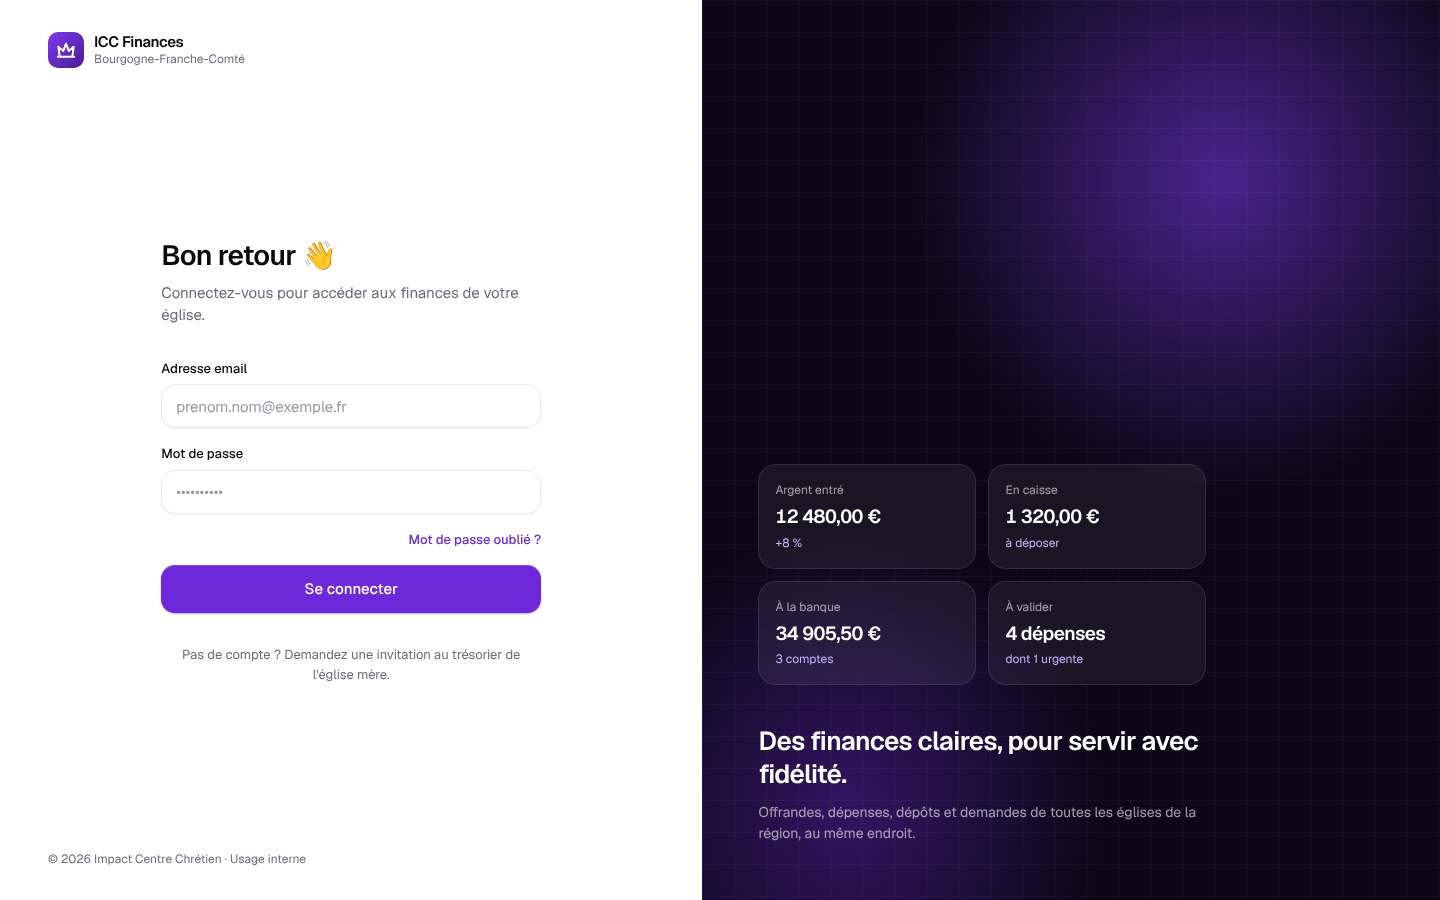 ICC Finances
Bourgogne-Franche-Comté
Bon retour 👋
Connectez-vous pour accéder aux finances de votre
église.
Adresse email
prenom.nom@exemple.fr
Mot de passe
••••••••••
Mot de passe oublié ?
Se connecter
Pas de compte ? Demandez une invitation au trésorier de
l'église mère.
© 2026 Impact Centre Chrétien · Usage interne
Argent entré
12 480,00 €
+8 %
En caisse
1 320,00 €
à déposer
À la banque
34 905,50 €
3 comptes
À valider
4 dépenses
dont 1 urgente
Des finances claires, pour servir avec
fidélité.
Offrandes, dépenses, dépôts et demandes de toutes les églises de la
région, au même endroit.